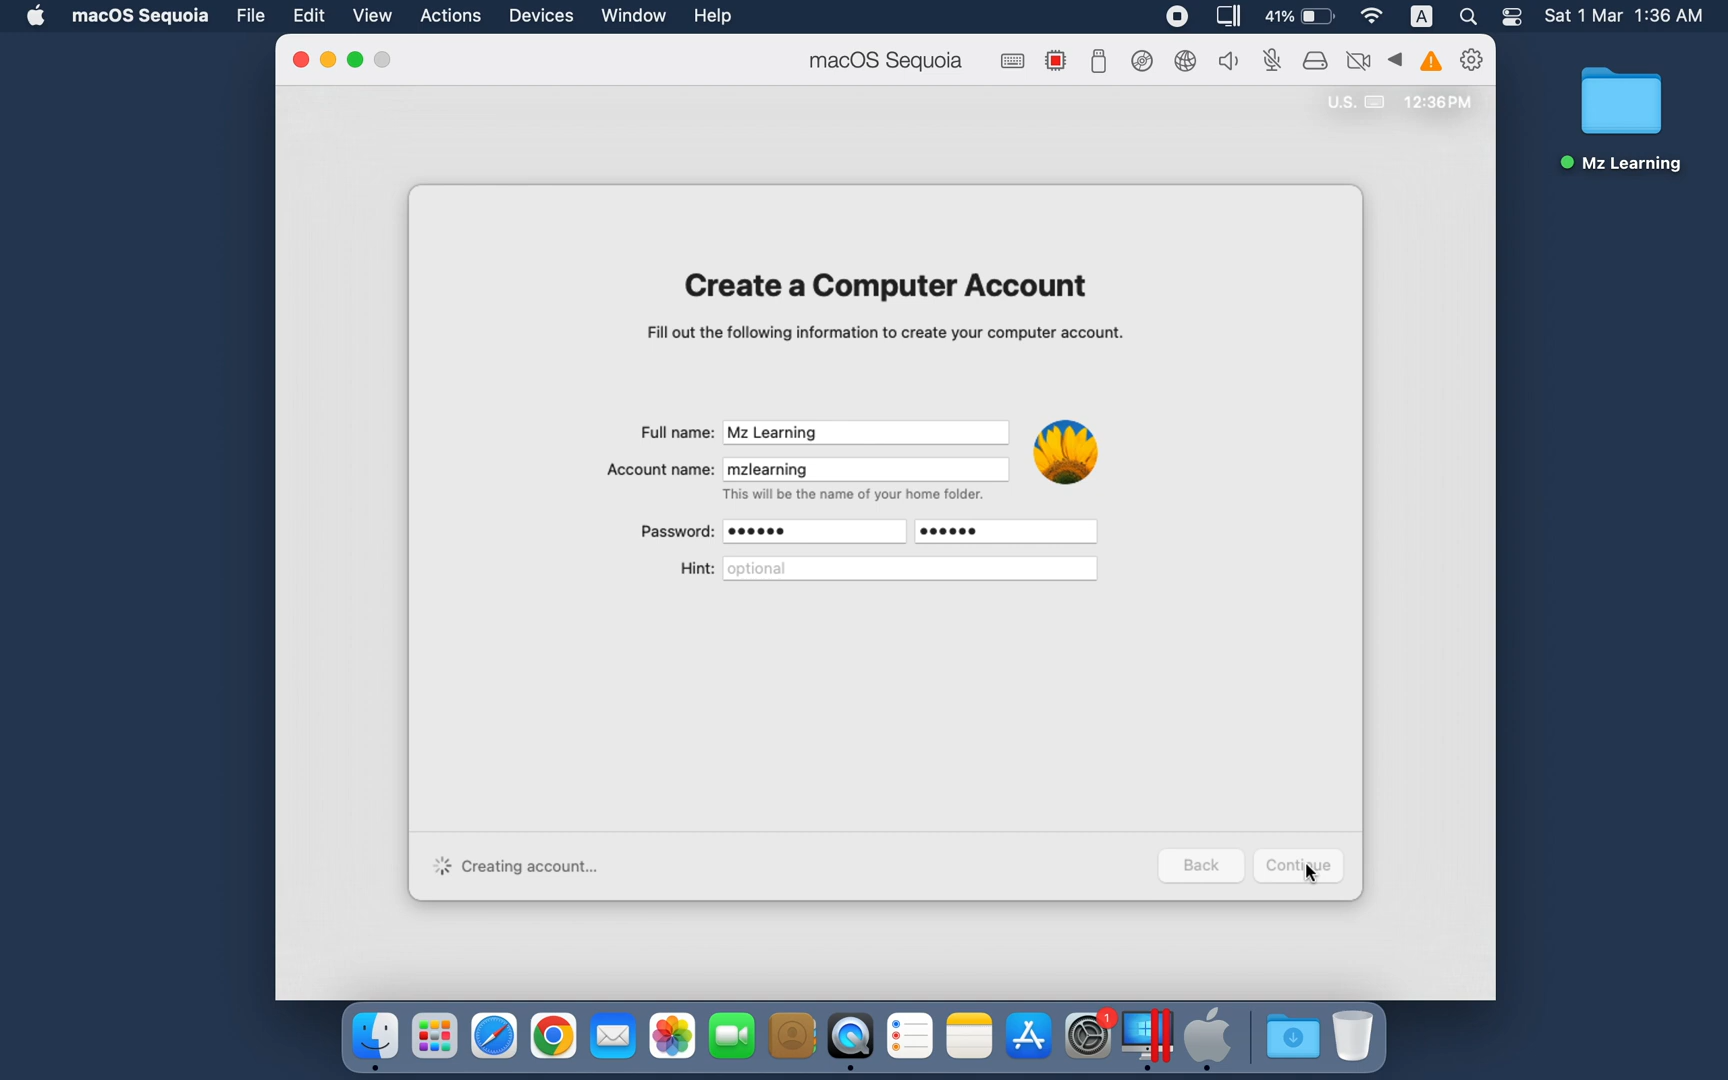 macOS Sequoia File Edit View Actions Devices Window Help 41% A Sat 1 Mar 1:36 AM
macOS Sequoia
U.S. 12:36 PM
Mz Learning
Create a Computer Account
Fill out the following information to create your computer account.
Full name: Mz Learning
Account name: mzlearning
This will be the name of your home folder.
Password: •••••• ••••••
Hint: optional
Creating account... Back Continue
1